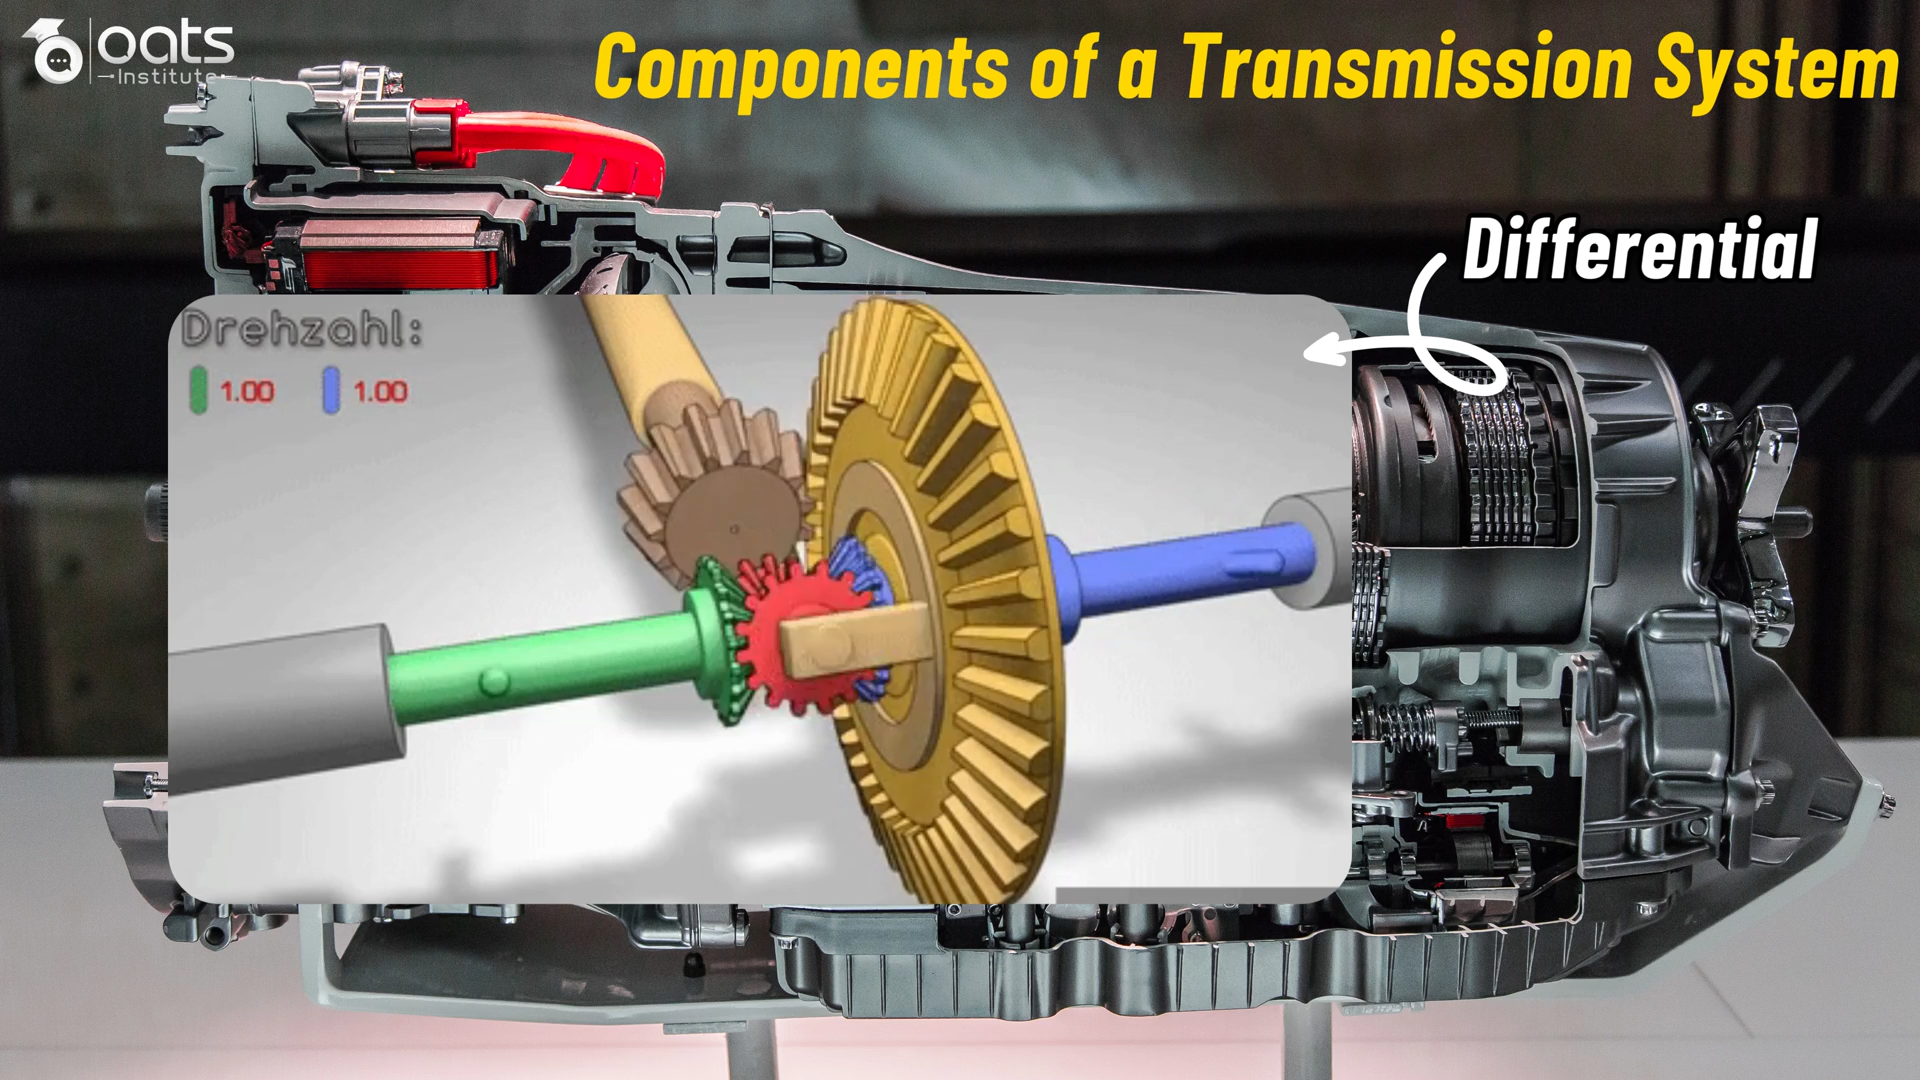 oats
Institute
Components of a Transmission System
Differential
Drehzahl:
1.00 1.00